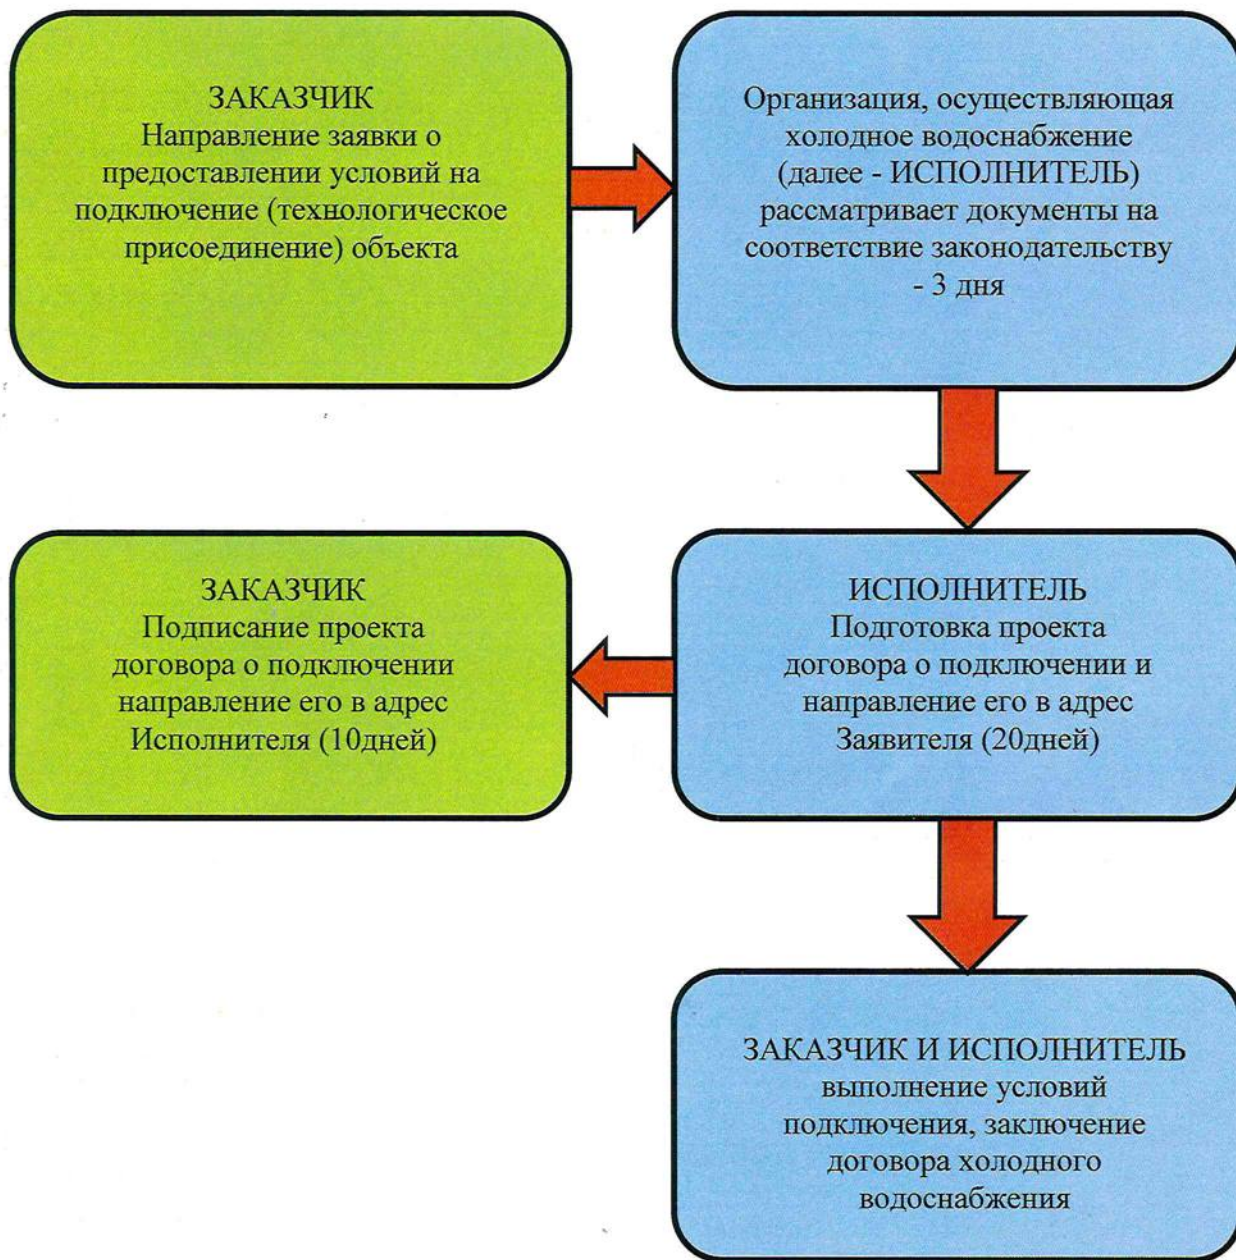 ЗАКАЗЧИК
Направление заявки о
предоставлении условий на
подключение (технологическое
присоединение) объекта
Организация, осуществляющая
холодное водоснабжение
(далее - ИСПОЛНИТЕЛЬ)
рассматривает документы на
соответствие законодательству
- 3 дня
ЗАКАЗЧИК
Подписание проекта
договора о подключении
направление его в адрес
Исполнителя (10дней)
ИСПОЛНИТЕЛЬ
Подготовка проекта
договора о подключении и
направление его в адрес
Заявителя (20дней)
ЗАКАЗЧИК И ИСПОЛНИТЕЛЬ
выполнение условий
подключения, заключение
договора холодного
водоснабжения